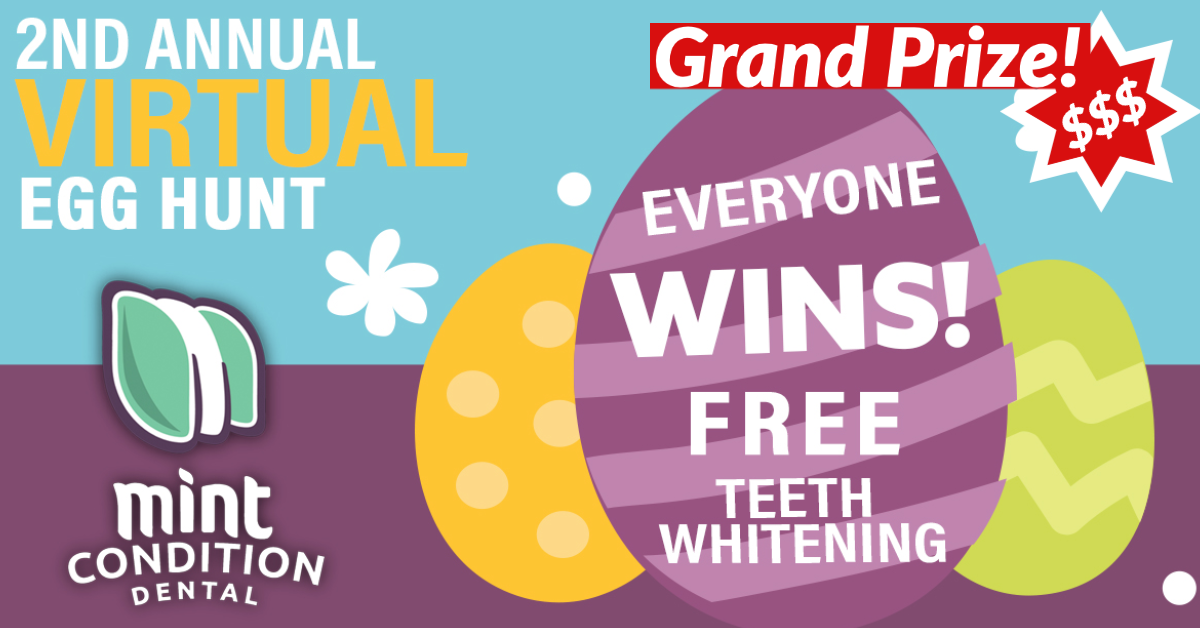 2ND ANNUAL
VIRTUAL
EGG HUNT
Grand Prize!
$$$
EVERYONE
WINS!
FREE
TEETH
WHITENING
mint
CONDITION
DENTAL